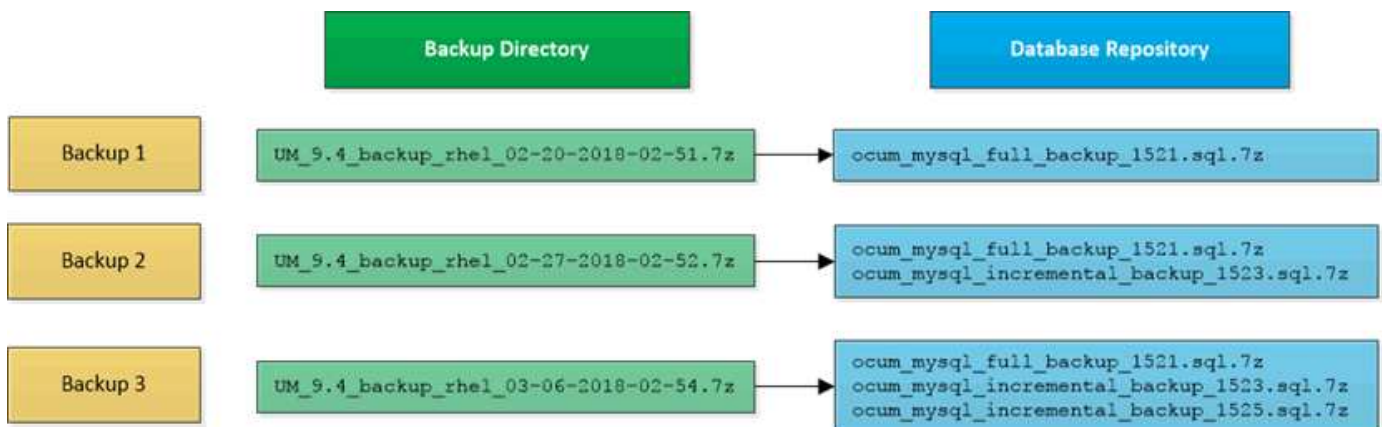 Backup Directory
Database Repository
Backup 1
UM_9.4_backup_rhel_02-20-2018-02-51.7z
ocum_mysql_full_backup_1521.sql.7z
Backup 2
UM_9.4_backup_rhel_02-27-2018-02-52.7z
ocum_mysql_full_backup_1521.sql.7z
ocum_mysql_incremental_backup_1523.sql.7z
Backup 3
UM_9.4_backup_rhel_03-06-2018-02-54.7z
ocum_mysql_full_backup_1521.sql.7z
ocum_mysql_incremental_backup_1523.sql.7z
ocum_mysql_incremental_backup_1525.sql.7z